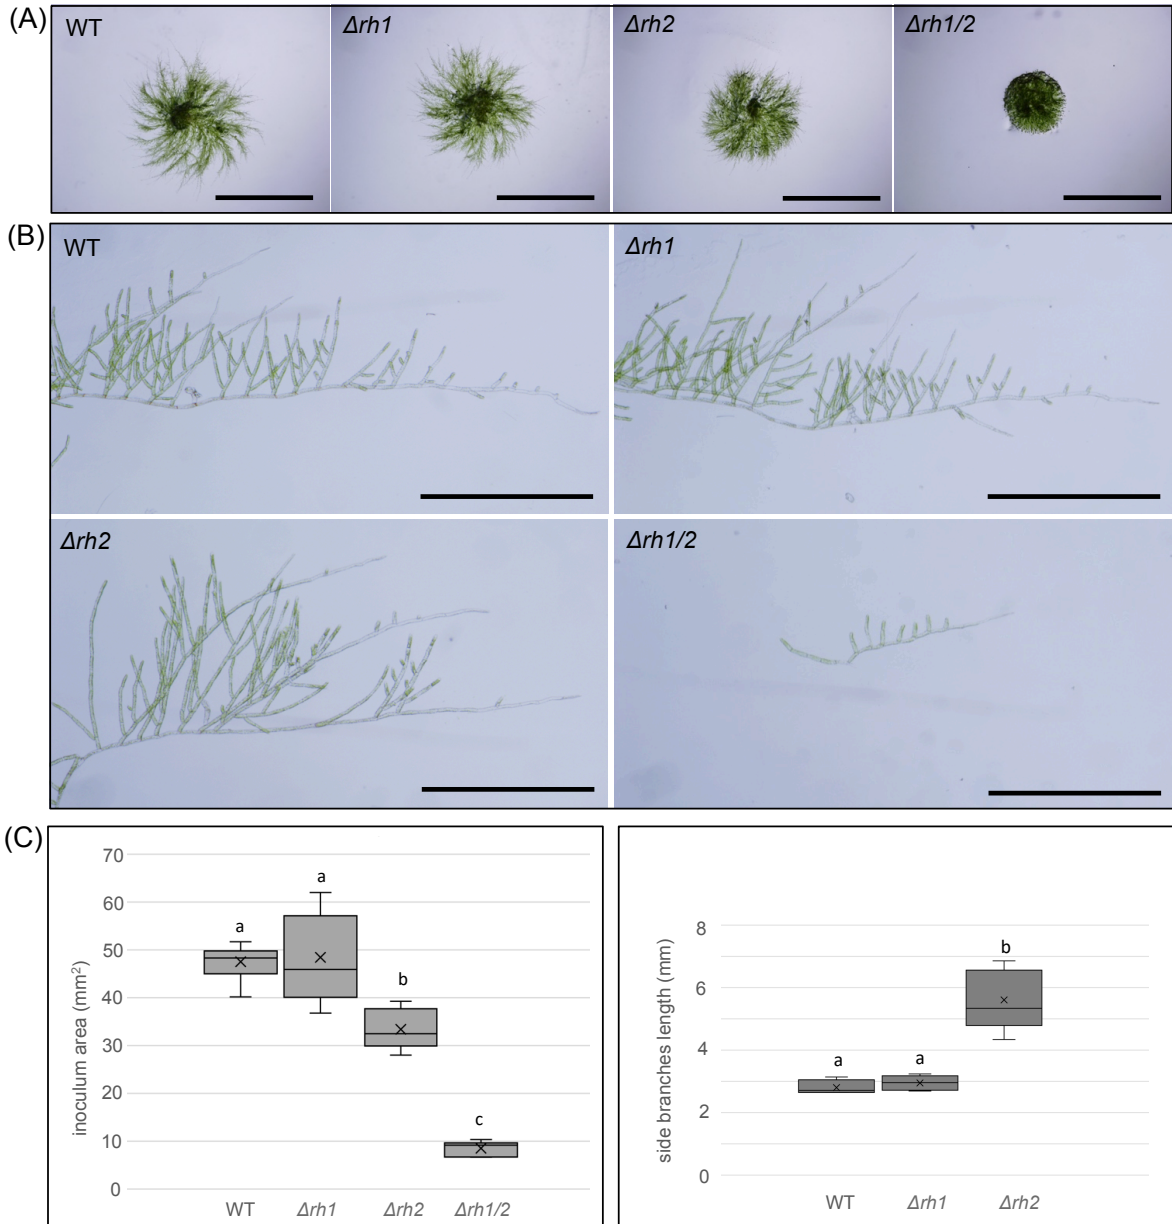 (A)
WT
Δrh1
Δrh2
Δrh1/2
(B)
WT
Δrh1
Δrh2
Δrh1/2
(C)
inoculum area (mm²)
70
60
50
40
30
20
10
0
a
a
b
c
WT
Δrh1
Δrh2
Δrh1/2
side branches length (mm)
8
6
4
2
0
a
a
b
WT
Δrh1
Δrh2